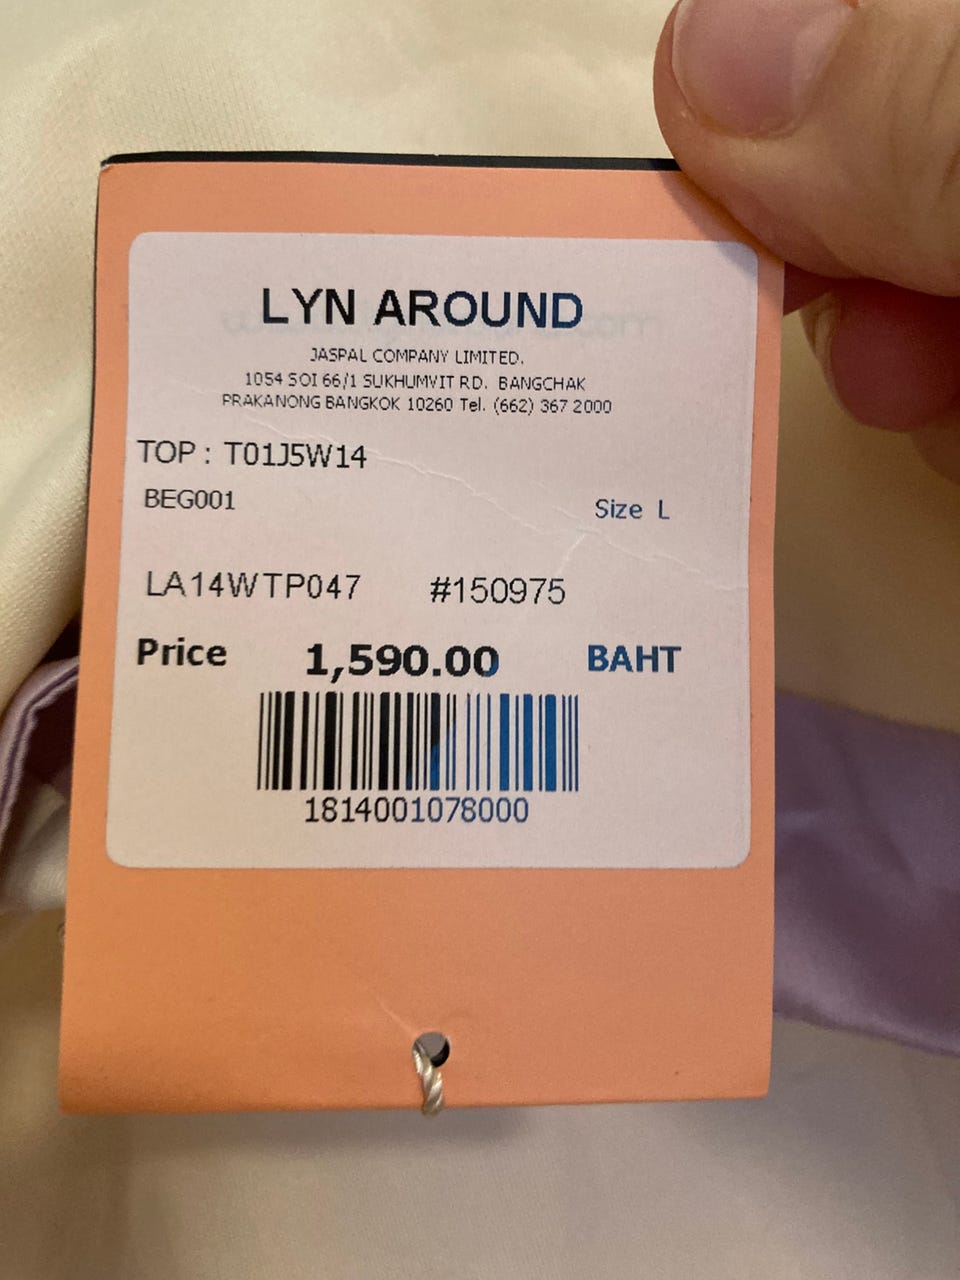 LYN AROUND
JASPAL COMPANY LIMITED.
1054 SOI 66/1 SUKHUMVIT RD. BANGCHAK
PRAKANONG BANGKOK 10260 Tel. (662) 367 2000
TOP : T01J5W14
BEG001 Size L
LA14WTP047 #150975
Price 1,590.00 BAHT
1814001078000